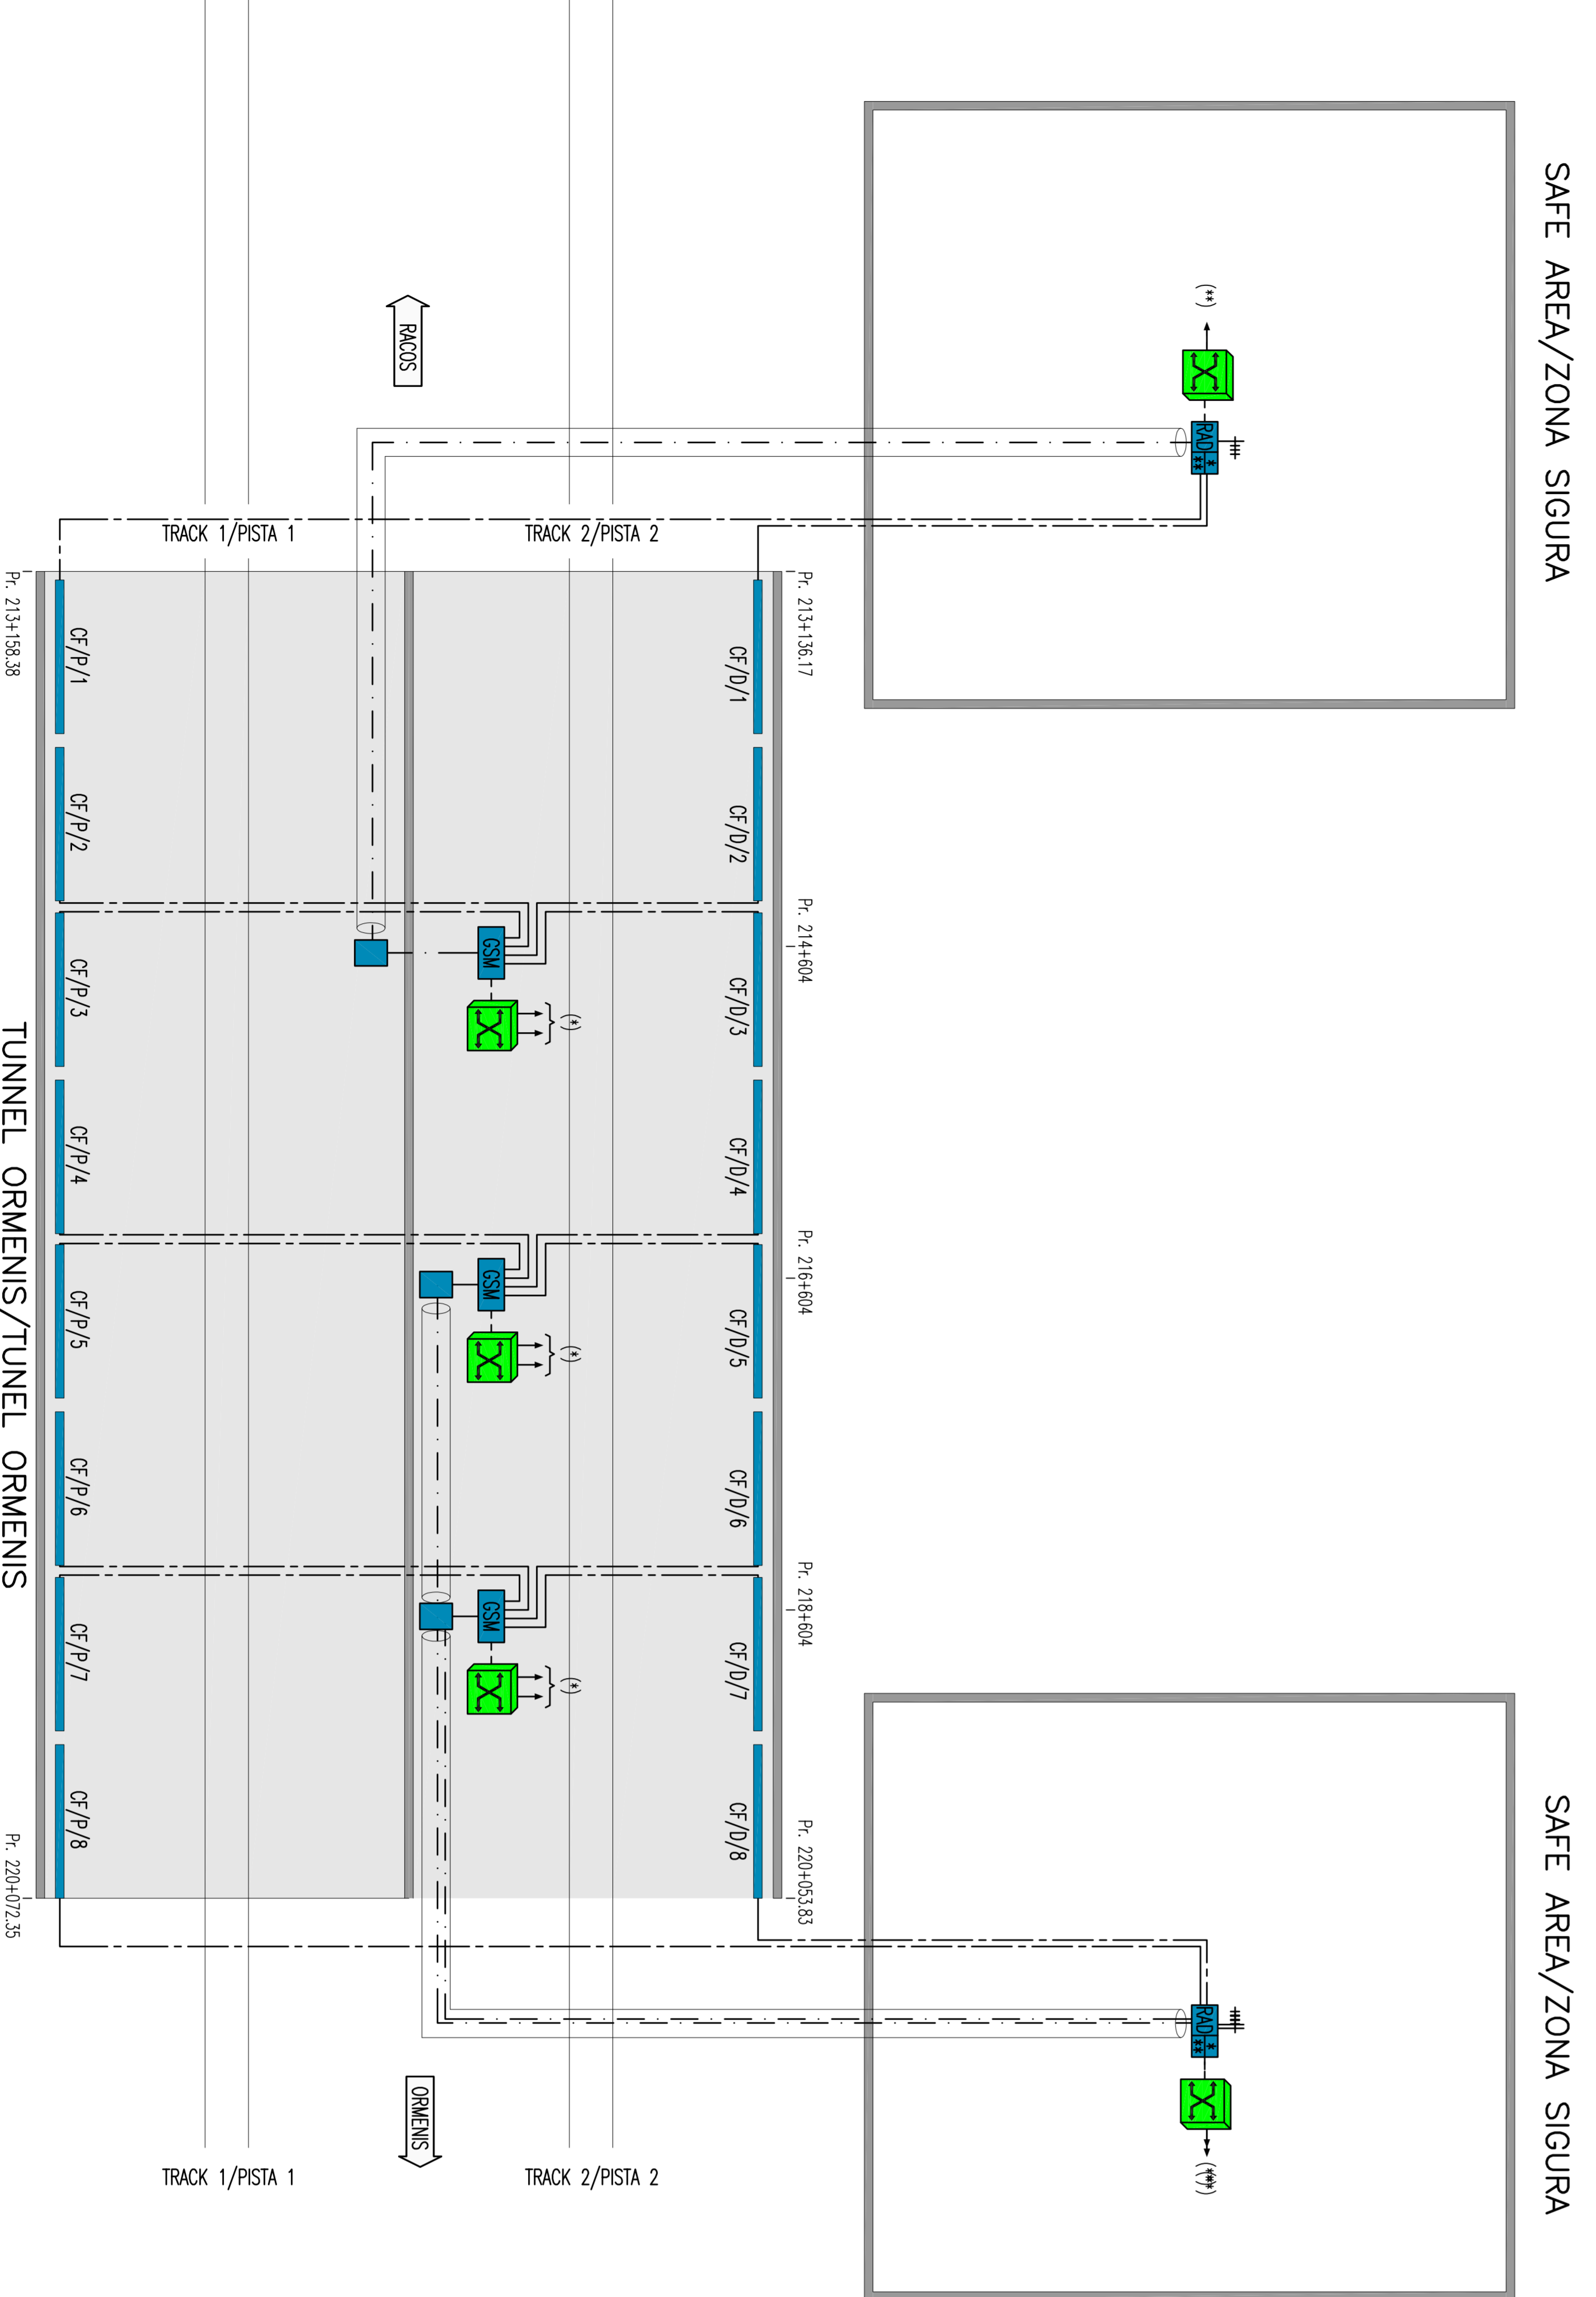 SAFE AREA/ZONA SIGURA
SAFE AREA/ZONA SIGURA
(**)
RAD
*
**
RAD
*
**
Pr. 213+136.17
Pr. 214+604
Pr. 216+604
Pr. 218+604
Pr. 220+053.83
CF/D/1
CF/D/2
CF/D/3
CF/D/4
CF/D/5
CF/D/6
CF/D/7
CF/D/8
TRACK 2/PISTA 2
TRACK 2/PISTA 2
(*)
(*)
(*)
GSM
GSM
GSM
RACOS
ORMENIS
TRACK 1/PISTA 1
TRACK 1/PISTA 1
CF/P/1
CF/P/2
CF/P/3
CF/P/4
CF/P/5
CF/P/6
CF/P/7
CF/P/8
Pr. 213+158.38
Pr. 220+072.35
TUNNEL ORMENIS/TUNEL ORMENIS